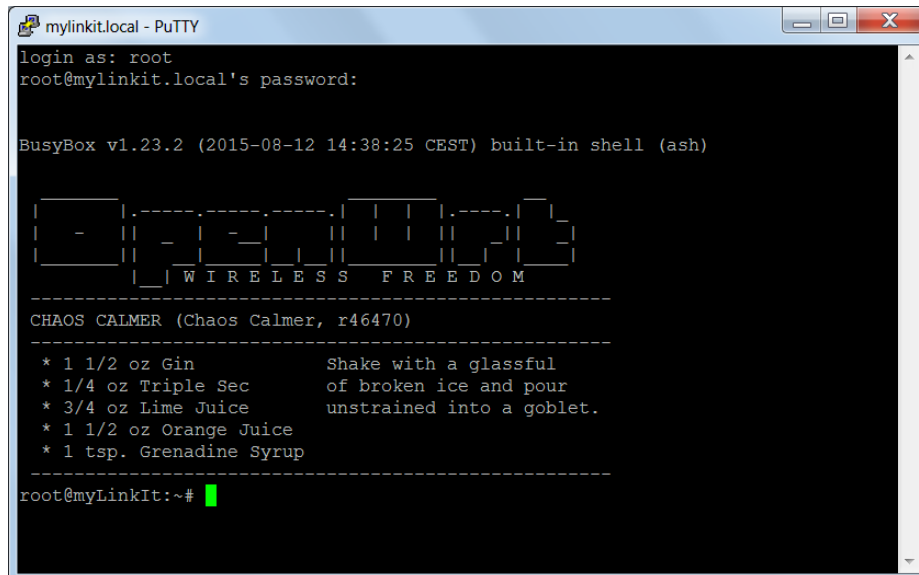 mylinkit.local - PuTTY
login as: root
root@mylinkit.local's password:
BusyBox v1.23.2 (2015-08-12 14:38:25 CEST) built-in shell (ash)
OpenWrt
W I R E L E S S   F R E E D O M
CHAOS CALMER (Chaos Calmer, r46470)
* 1 1/2 oz Gin            Shake with a glassful
* 1/4 oz Triple Sec       of broken ice and pour
* 3/4 oz Lime Juice       unstrained into a goblet.
* 1 1/2 oz Orange Juice
* 1 tsp. Grenadine Syrup
root@myLinkIt:~#